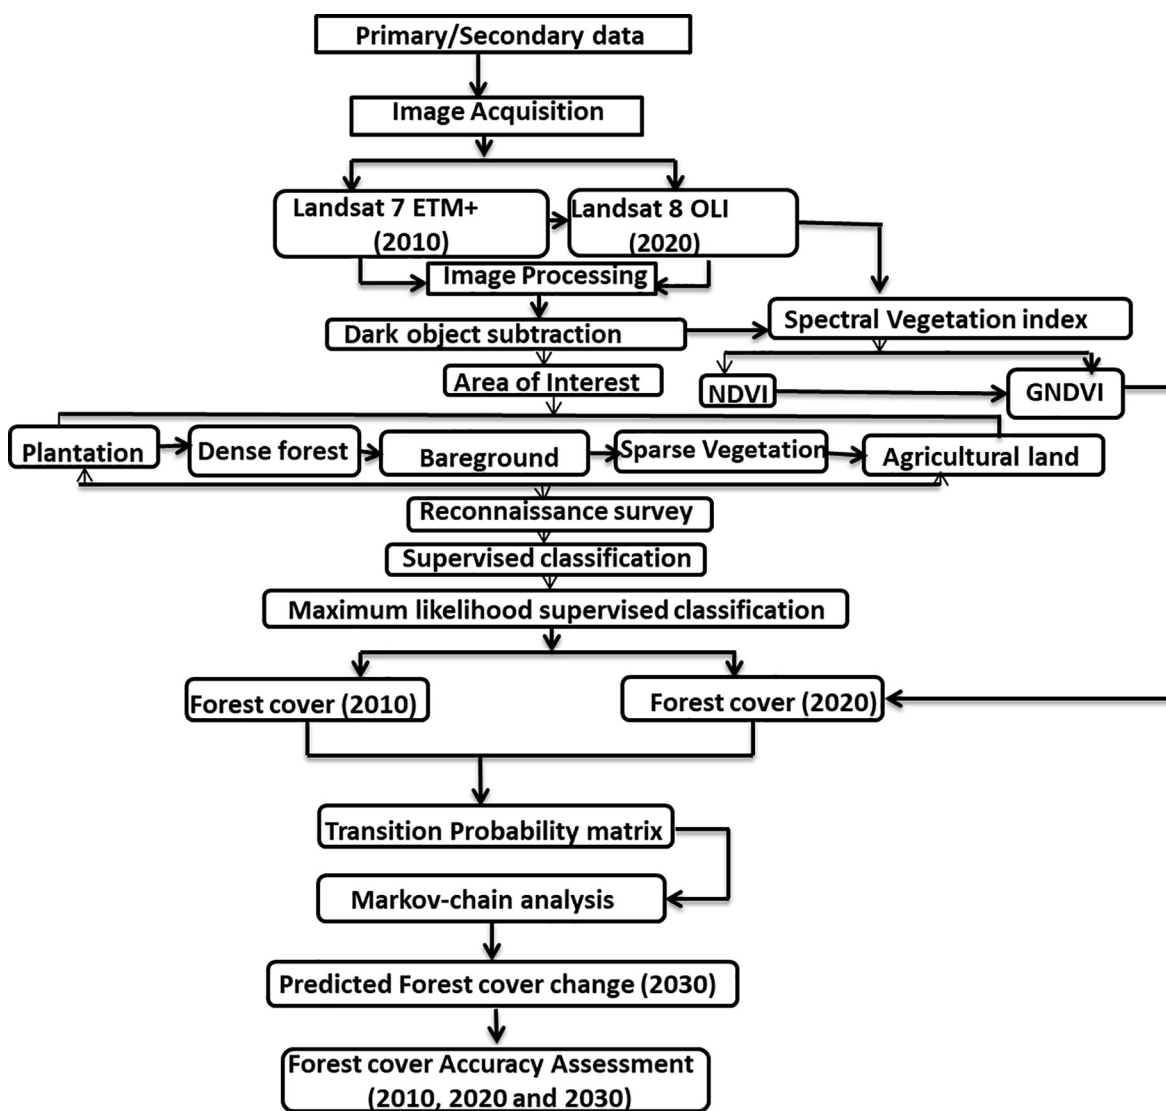 Primary/Secondary data
Image Acquisition
Landsat 7 ETM+
(2010)
Landsat 8 OLI
(2020)
Image Processing
Dark object subtraction
Spectral Vegetation index
Area of Interest
NDVI
GNDVI
Plantation
Dense forest
Bareground
Sparse Vegetation
Agricultural land
Reconnaissance survey
Supervised classification
Maximum likelihood supervised classification
Forest cover (2010)
Forest cover (2020)
Transition Probability matrix
Markov-chain analysis
Predicted Forest cover change (2030)
Forest cover Accuracy Assessment
(2010, 2020 and 2030)